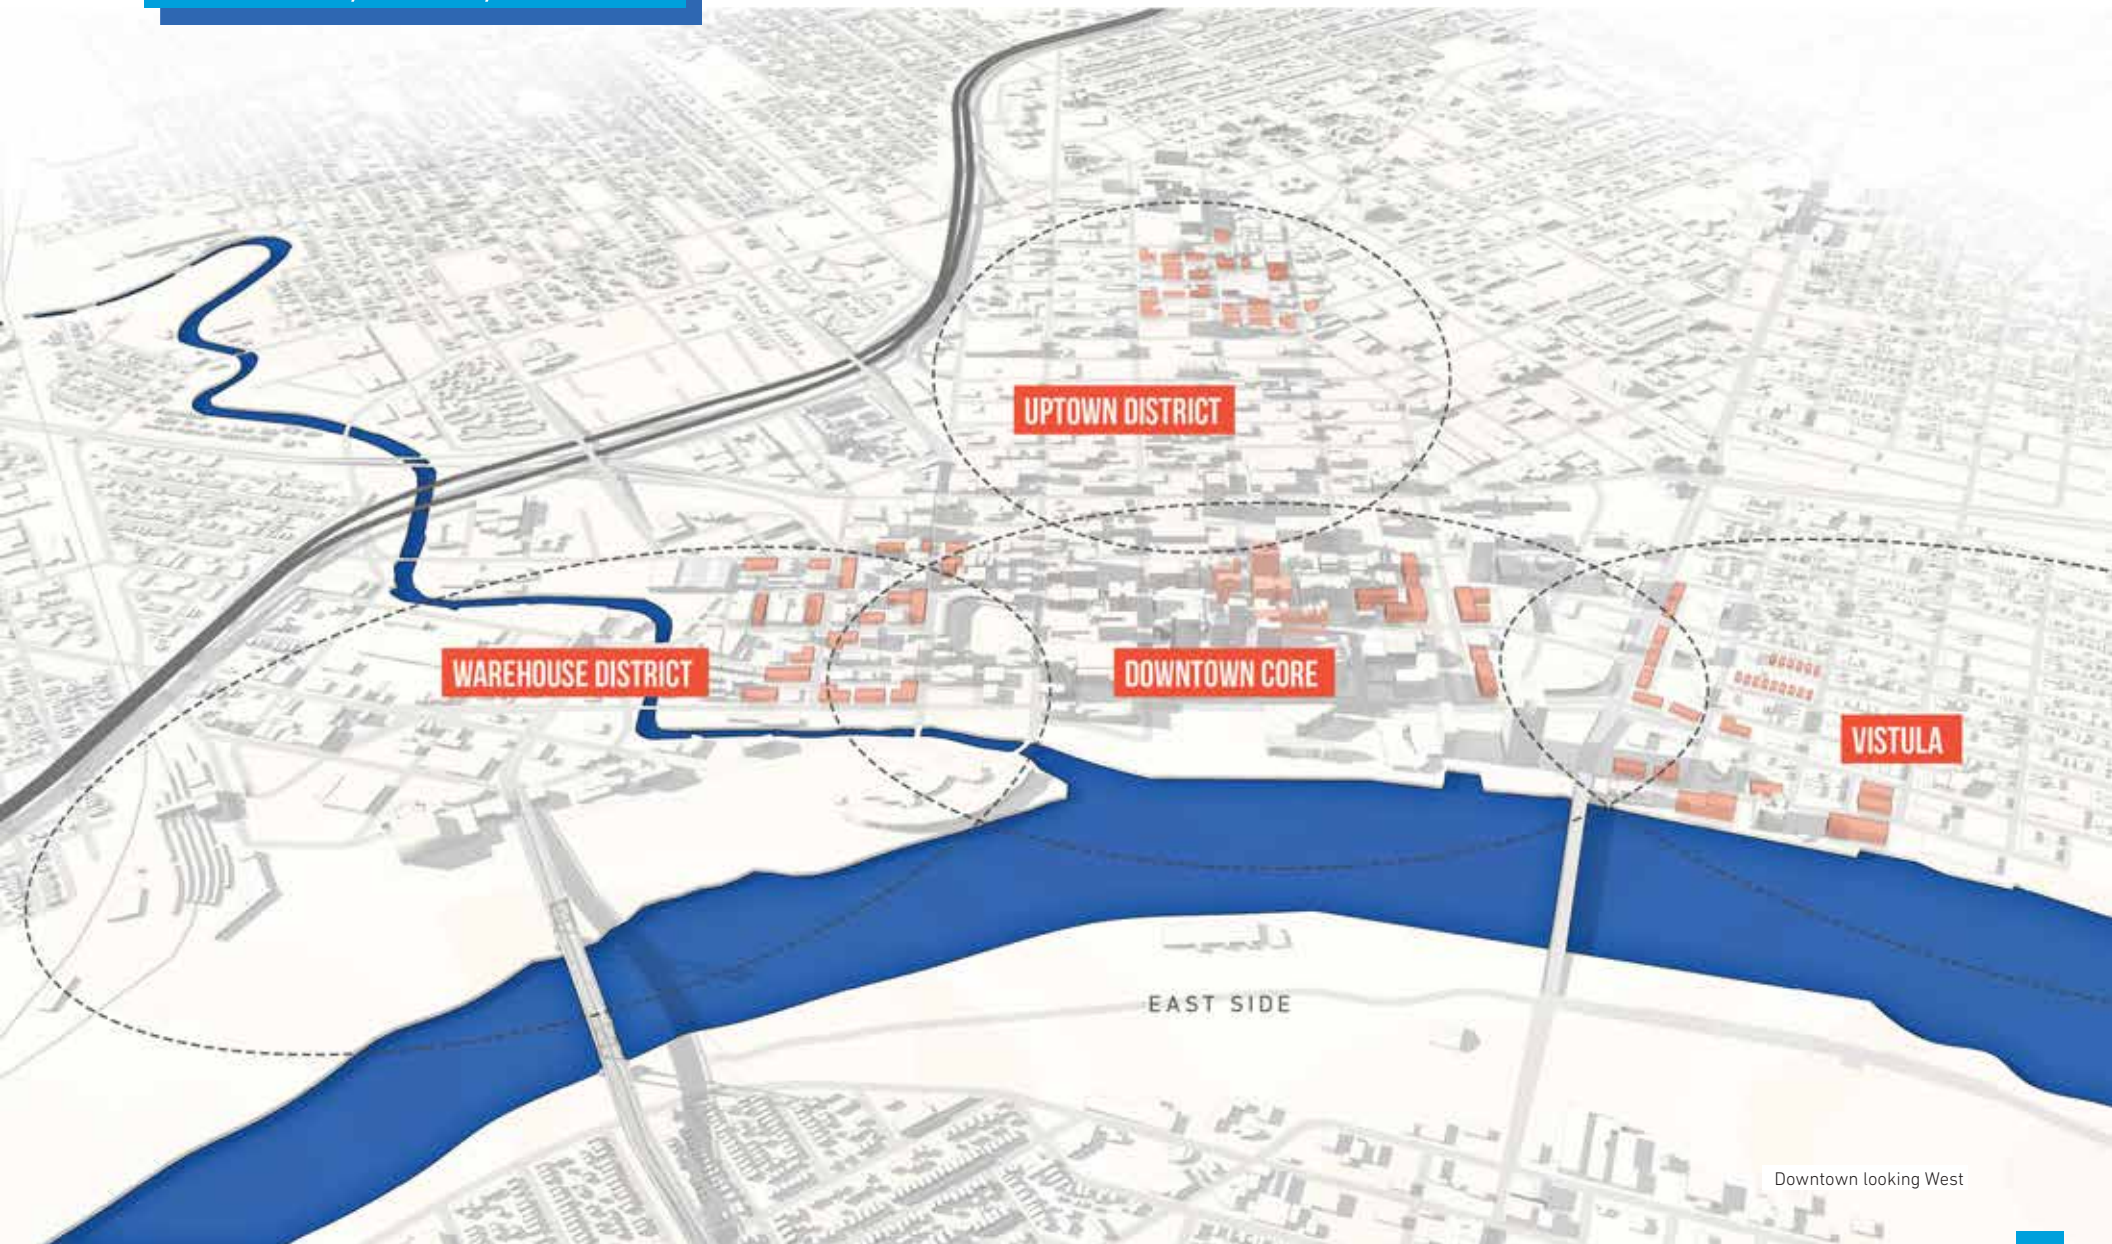 UPTOWN DISTRICT
WAREHOUSE DISTRICT
DOWNTOWN CORE
VISTULA
EAST SIDE
Downtown looking West